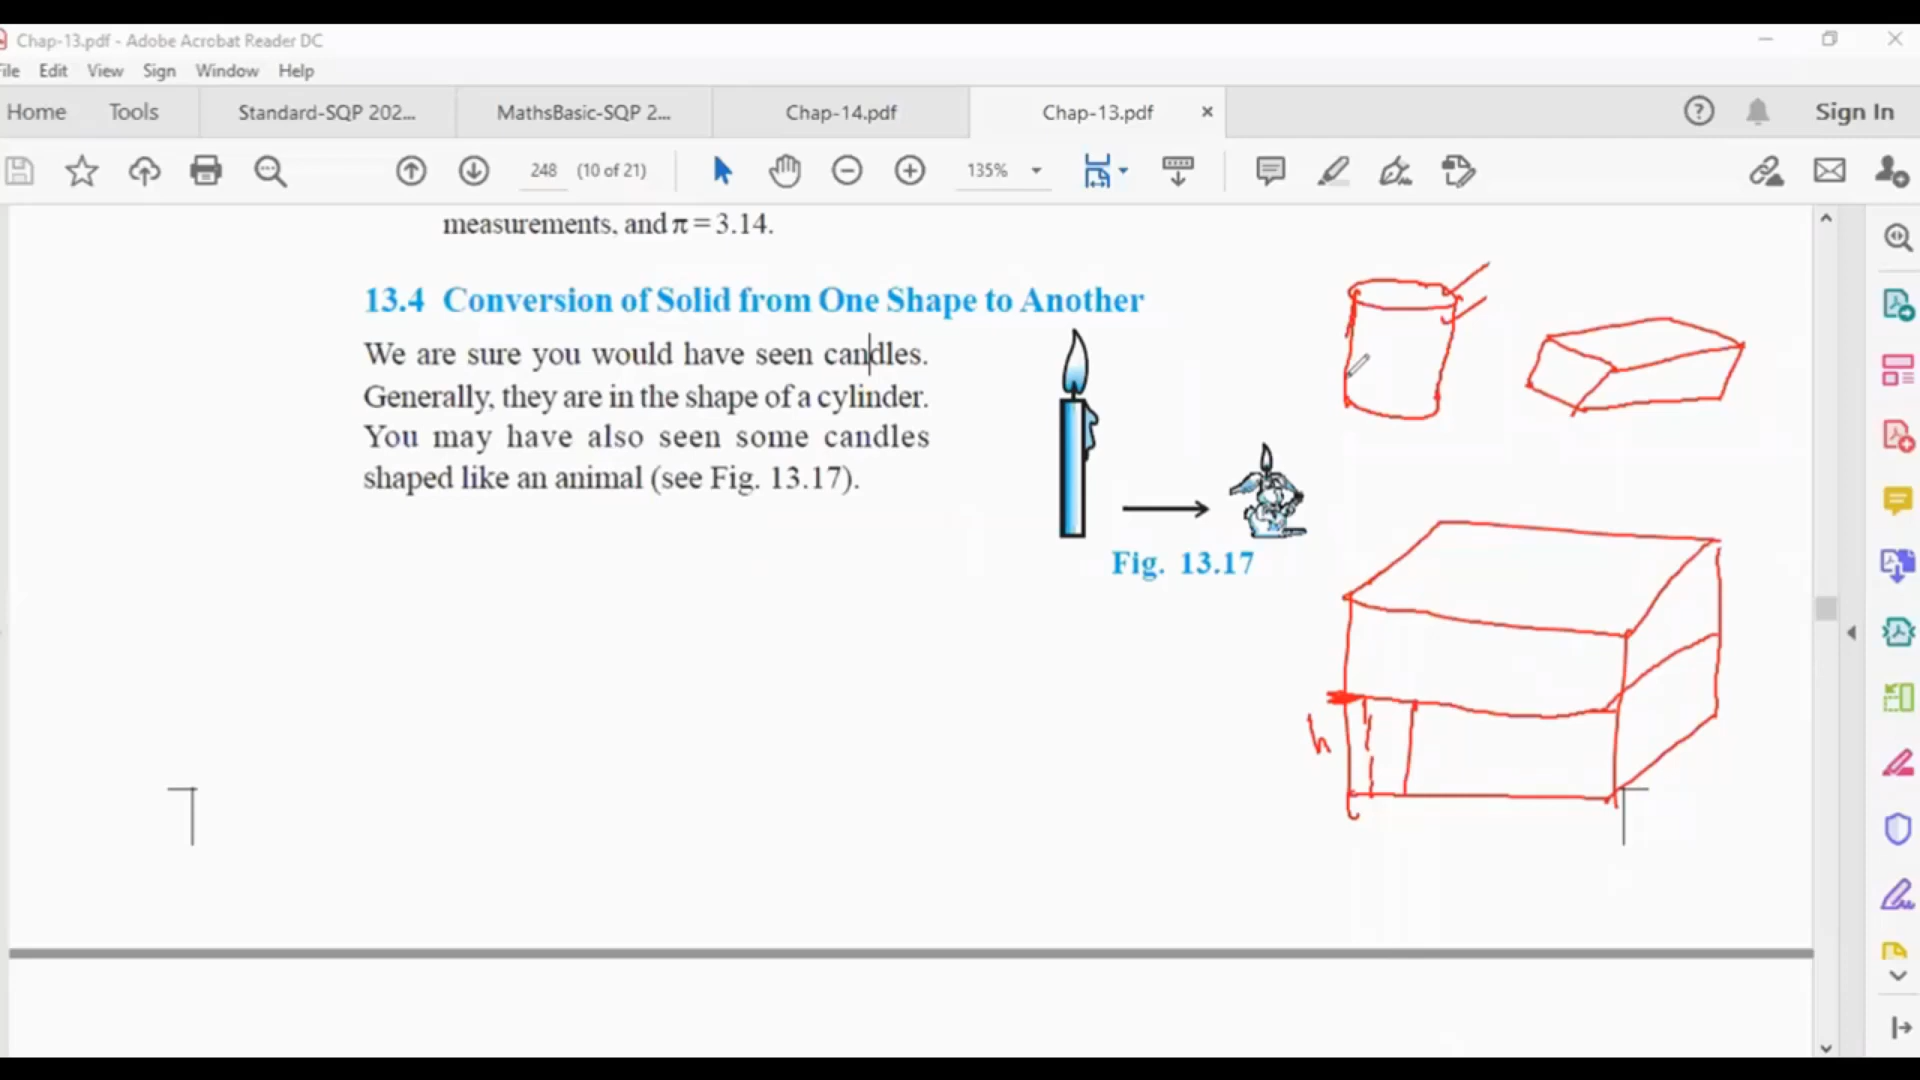 Chap-13.pdf - Adobe Acrobat Reader DC
File Edit View Sign Window Help
Home Tools Standard-SQP 202... MathsBasic-SQP 2... Chap-14.pdf Chap-13.pdf × Sign In
248 (10 of 21) 135%
measurements, and π = 3.14.
13.4 Conversion of Solid from One Shape to Another
We are sure you would have seen candles.
Generally, they are in the shape of a cylinder.
You may have also seen some candles
shaped like an animal (see Fig. 13.17).
Fig. 13.17
h